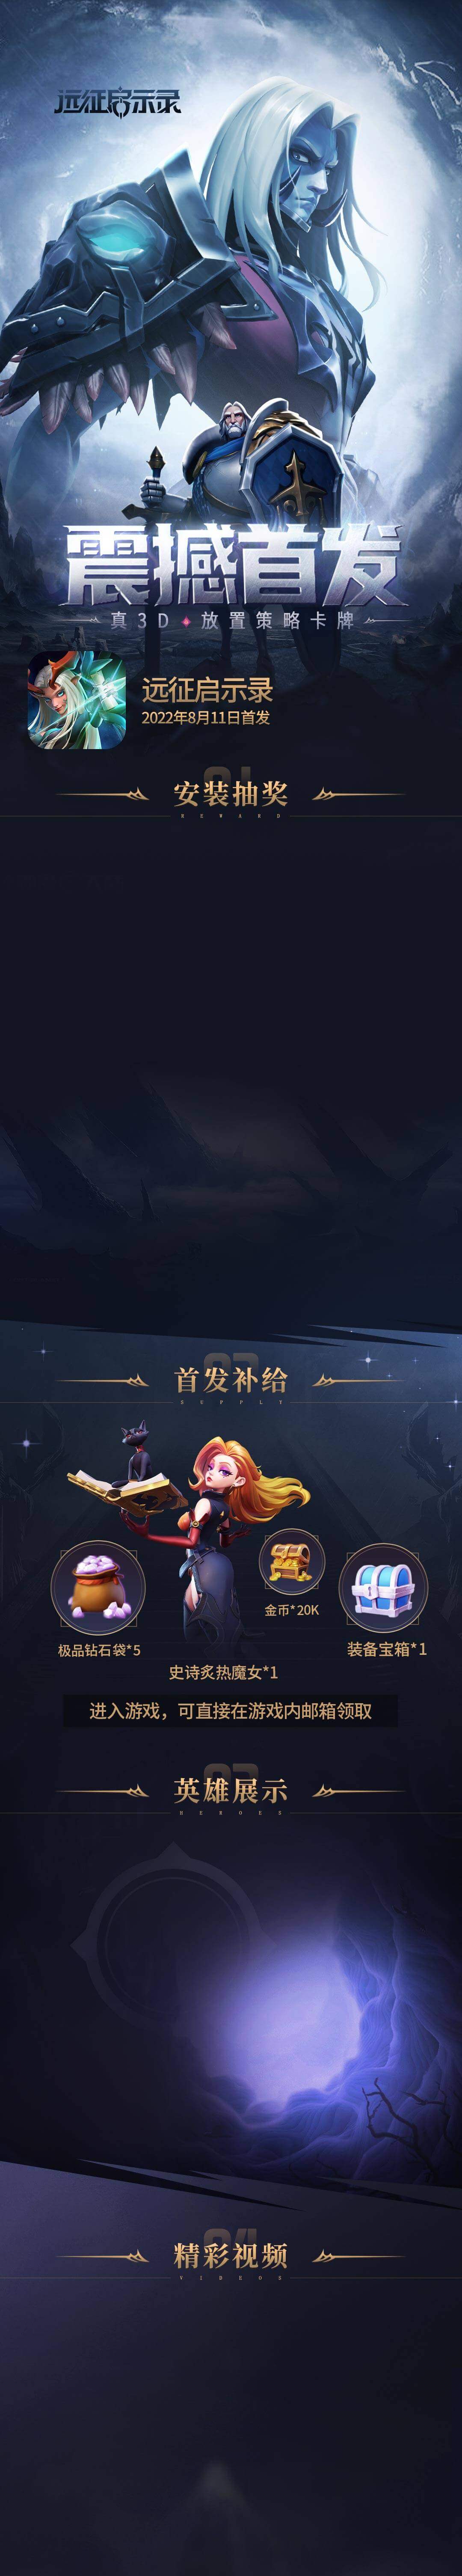 远征启示录
震撼首发
真3D 放置策略卡牌
远征启示录
2022年8月11日首发
01
安装抽奖
REWARD
02
首发补给
SUPPLY
金币*20K
极品钻石袋*5
装备宝箱*1
史诗炙热魔女*1
进入游戏，可直接在游戏内邮箱领取
03
英雄展示
HEROES
04
精彩视频
VIDEOS